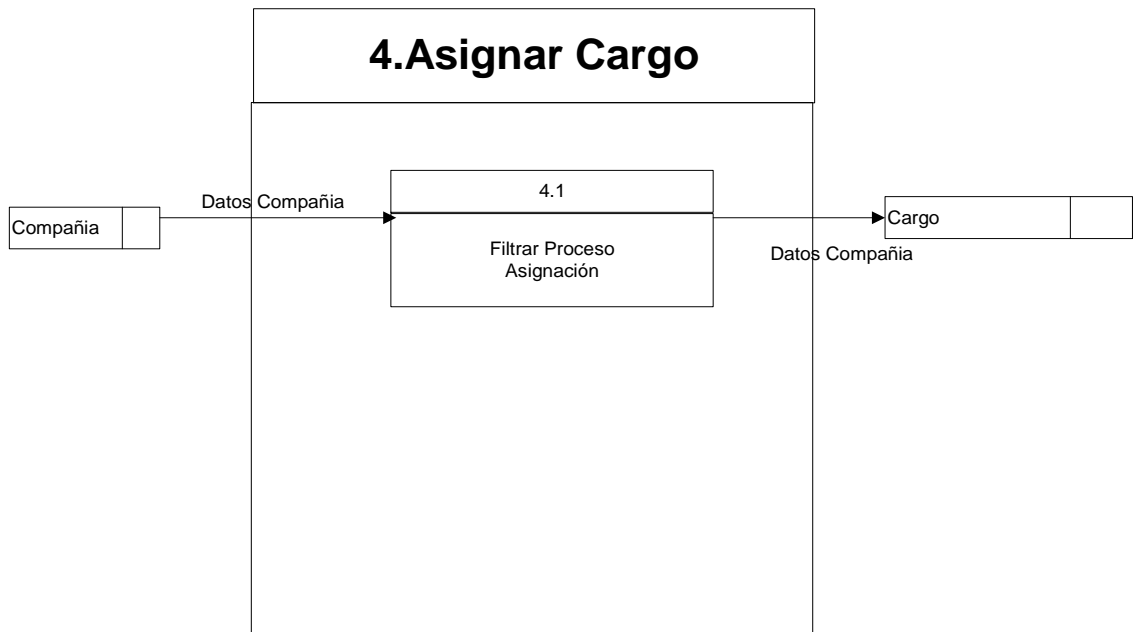 4.Asignar Cargo
4.1
Datos Compañia
Compañia
Cargo
Filtrar Proceso
Asignación
Datos Compañia